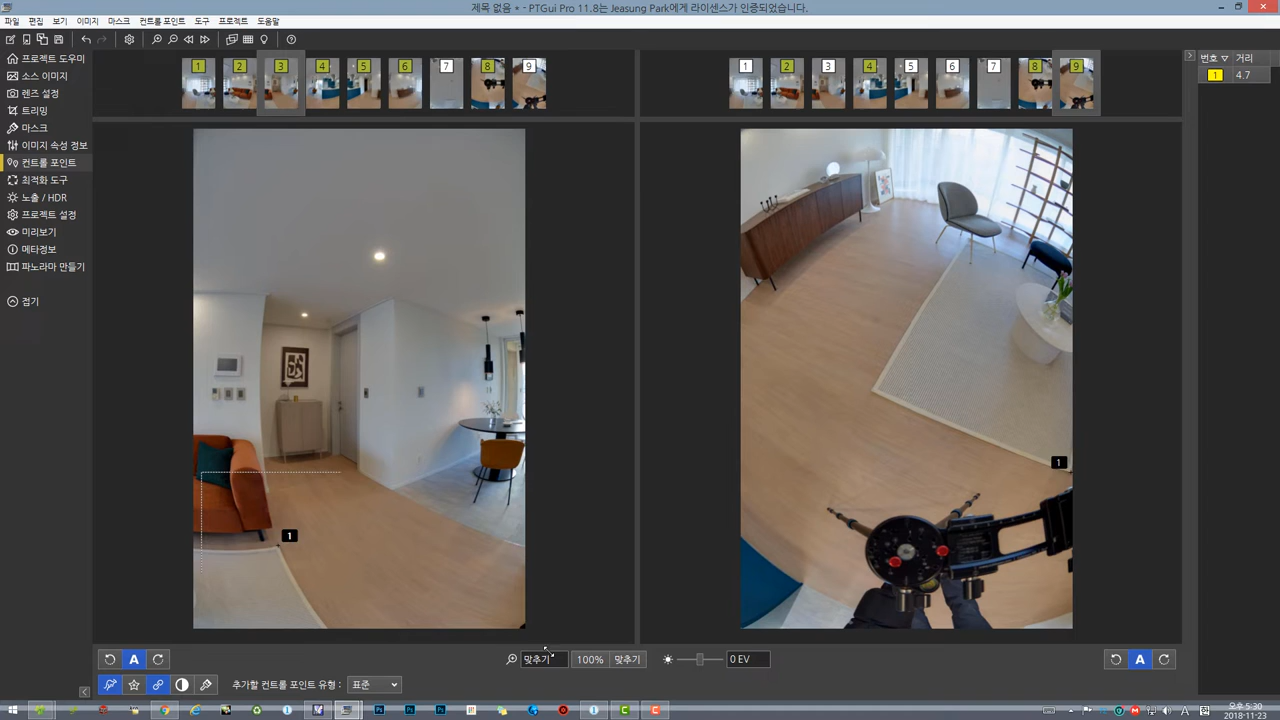 제목 없음 * - PTGui Pro 11.8는 Jeasung Park에게 라이센스가 인증되었습니다.
파일 편집 보기 이미지 마스크 컨트롤 포인트 도구 프로젝트 도움말
프로젝트 도우미
소스 이미지
렌즈 설정
트리밍
마스크
이미지 속성 정보
컨트롤 포인트
최적화 도구
노출 / HDR
프로젝트 설정
미리보기
메타정보
파노라마 만들기
접기
1 2 3 4 5 6 7 8 9
1 2 3 4 5 6 7 8 9
번호 거리
1 4.7
1
1
A
맞추기 100% 맞추기
0 EV
A
추가할 컨트롤 포인트 유형 : 표준
오후 5:30
2018-11-23